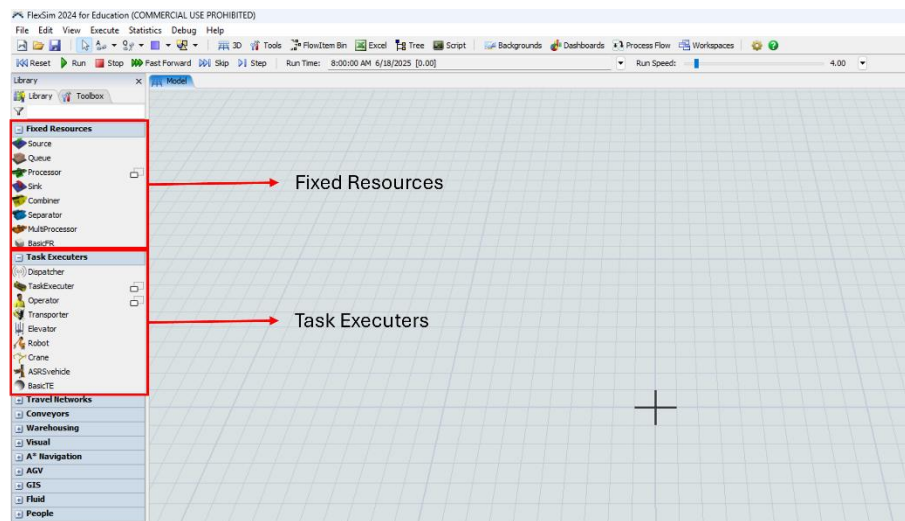 FlexSim 2024 for Education (COMMERCIAL USE PROHIBITED)
File Edit View Execute Statistics Debug Help
3D Tools FlowItem Bin Excel Tree Script Backgrounds Dashboards Process Flow Workspaces
Reset Run Stop Fast Forward Skip Step Run Time: 8:00:00 AM 6/18/2025 [0.00] Run Speed: 4.00
Library × Model
Library Toolbox
Fixed Resources
Source
Queue
Processor
Sink
Combiner
Separator
MultiProcessor
BasicFR
Fixed Resources
Task Executers
Dispatcher
TaskExecuter
Operator
Transporter
Elevator
Robot
Crane
ASRSvehicle
BasicTE
Task Executers
Travel Networks
Conveyors
Warehousing
Visual
A* Navigation
AGV
GIS
Fluid
People